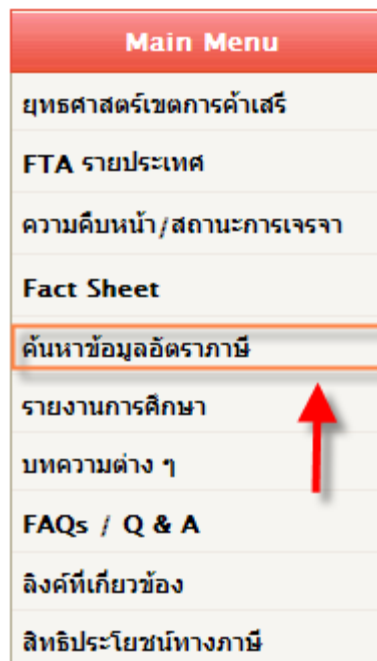 Main Menu
ยุทธศาสตร์เขตการค้าเสรี
FTA รายประเทศ
ความคืบหน้า/สถานะการเจรจา
Fact Sheet
ค้นหาข้อมูลอัตราภาษี
รายงานการศึกษา
บทความต่าง ๆ
FAQs / Q & A
ลิงค์ที่เกี่ยวข้อง
สิทธิประโยชน์ทางภาษี